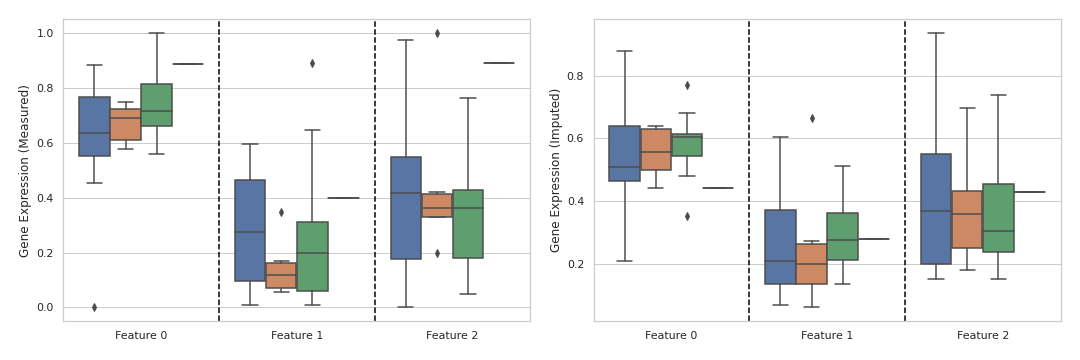 Gene Expression (Measured)
1.0
0.8
0.6
0.4
0.2
0.0
Feature 0
Feature 1
Feature 2
Gene Expression (Imputed)
0.8
0.6
0.4
0.2
Feature 0
Feature 1
Feature 2